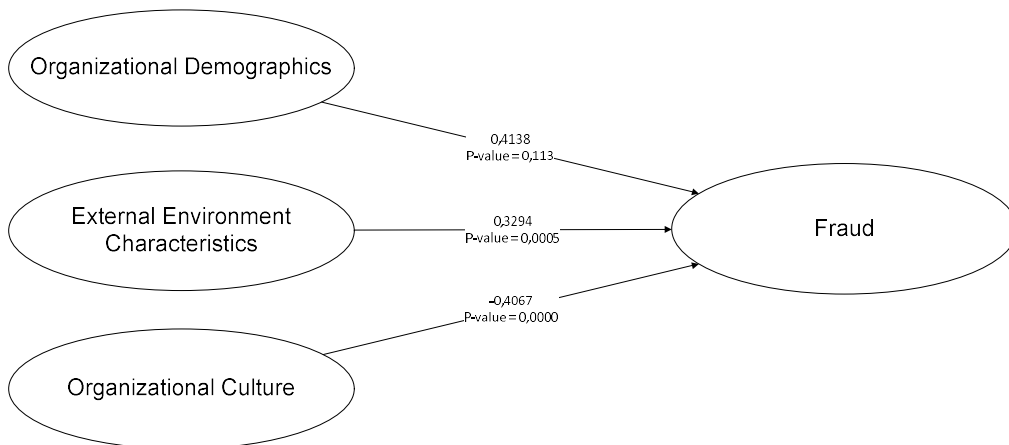 Organizational Demographics
0,4138
P-value = 0,113
External Environment
Characteristics
0,3294
P-value = 0,0005
Fraud
-0,4067
P-value = 0,0000
Organizational Culture